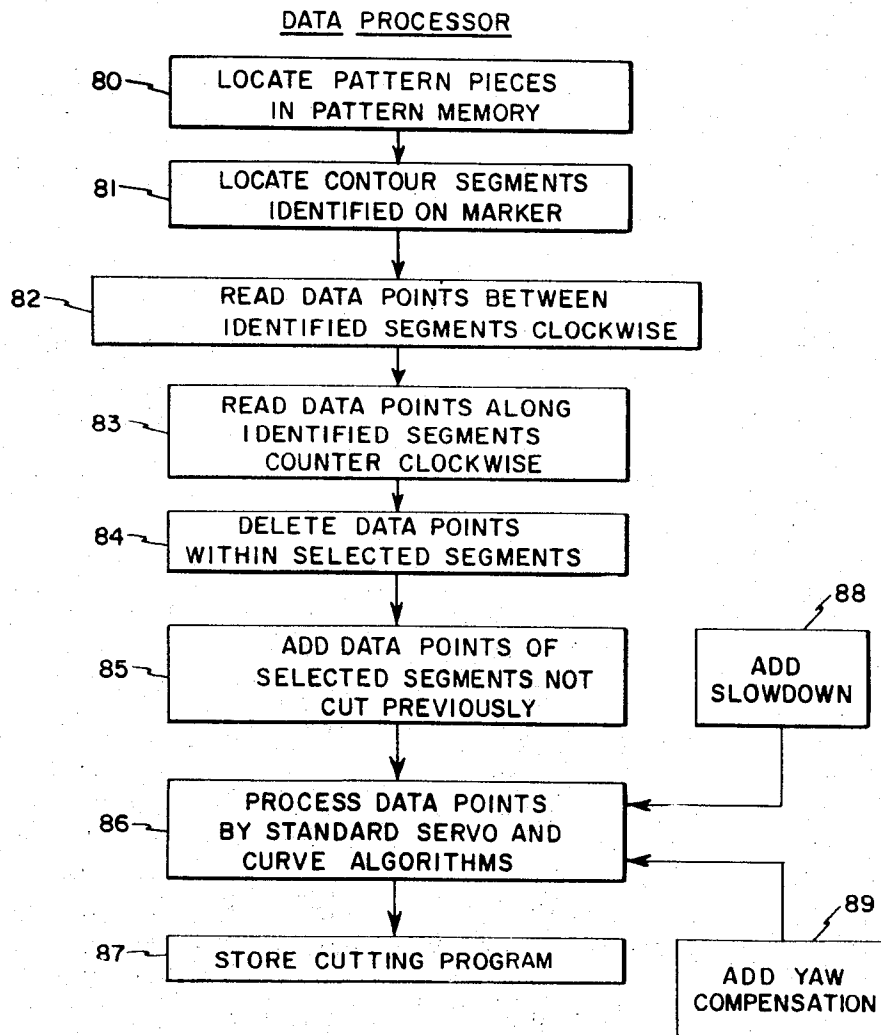 DATA PROCESSOR
80
LOCATE PATTERN PIECES
IN PATTERN MEMORY
81
LOCATE CONTOUR SEGMENTS
IDENTIFIED ON MARKER
82
READ DATA POINTS BETWEEN
IDENTIFIED SEGMENTS CLOCKWISE
83
READ DATA POINTS ALONG
IDENTIFIED SEGMENTS
COUNTER CLOCKWISE
84
DELETE DATA POINTS
WITHIN SELECTED SEGMENTS
85
ADD DATA POINTS OF
SELECTED SEGMENTS NOT
CUT PREVIOUSLY
88
ADD
SLOWDOWN
86
PROCESS DATA POINTS
BY STANDARD SERVO AND
CURVE ALGORITHMS
87
STORE CUTTING PROGRAM
89
ADD YAW
COMPENSATION